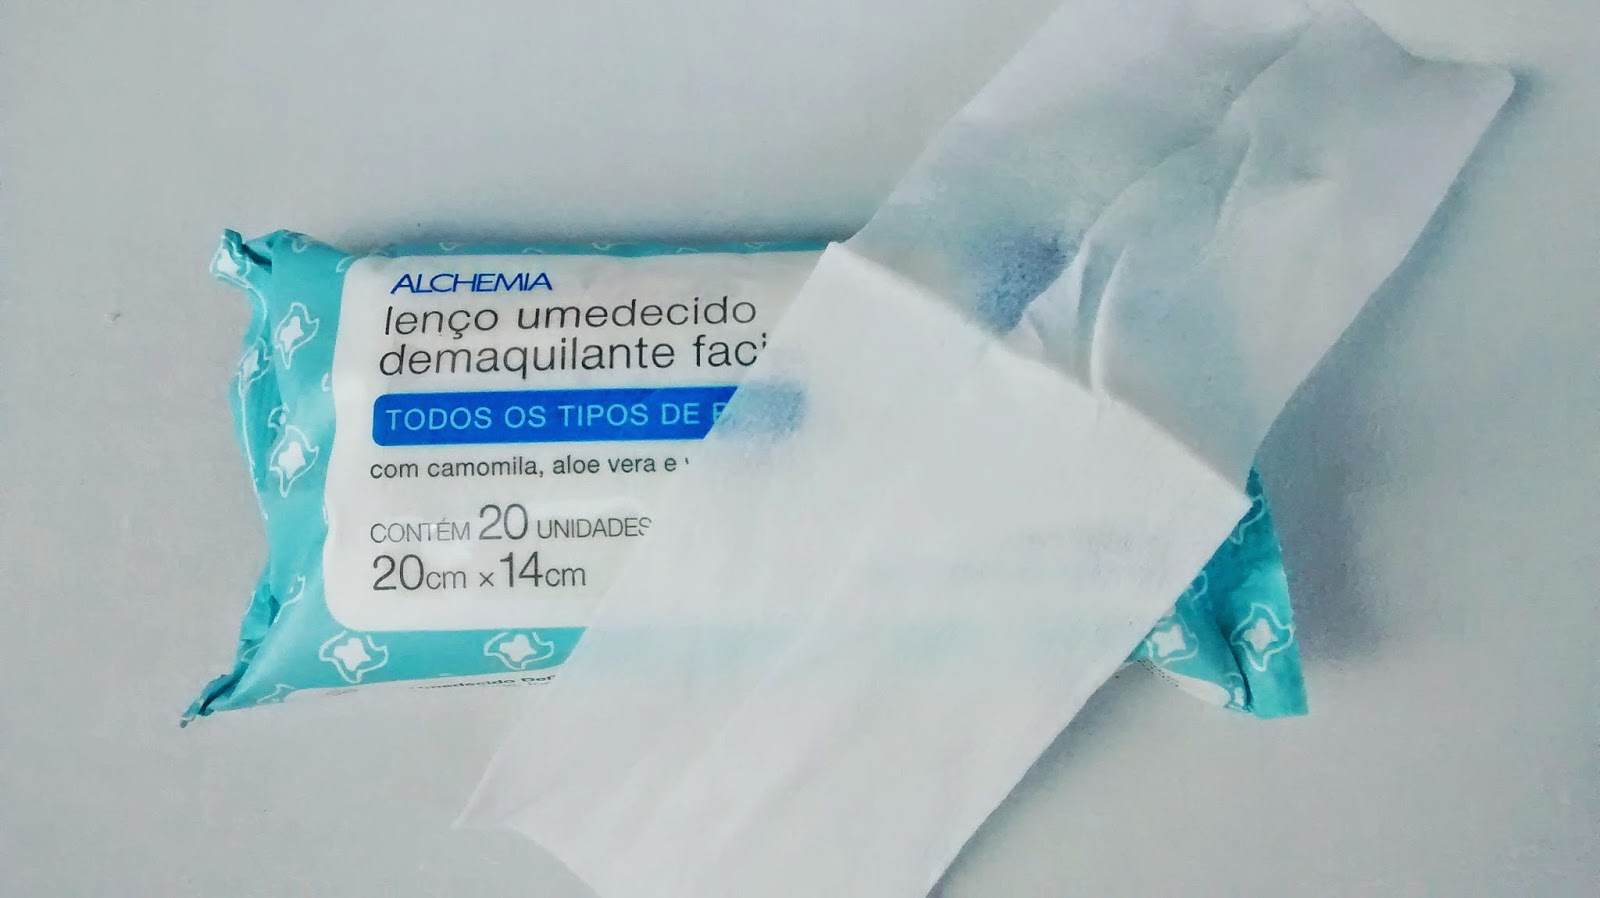 ALCHEMIA
lenço umedecido
demaquilante faci
TODOS OS TIPOS DE
com camomila, aloe vera e
CONTÉM 20 UNIDADES
20cm x 14cm